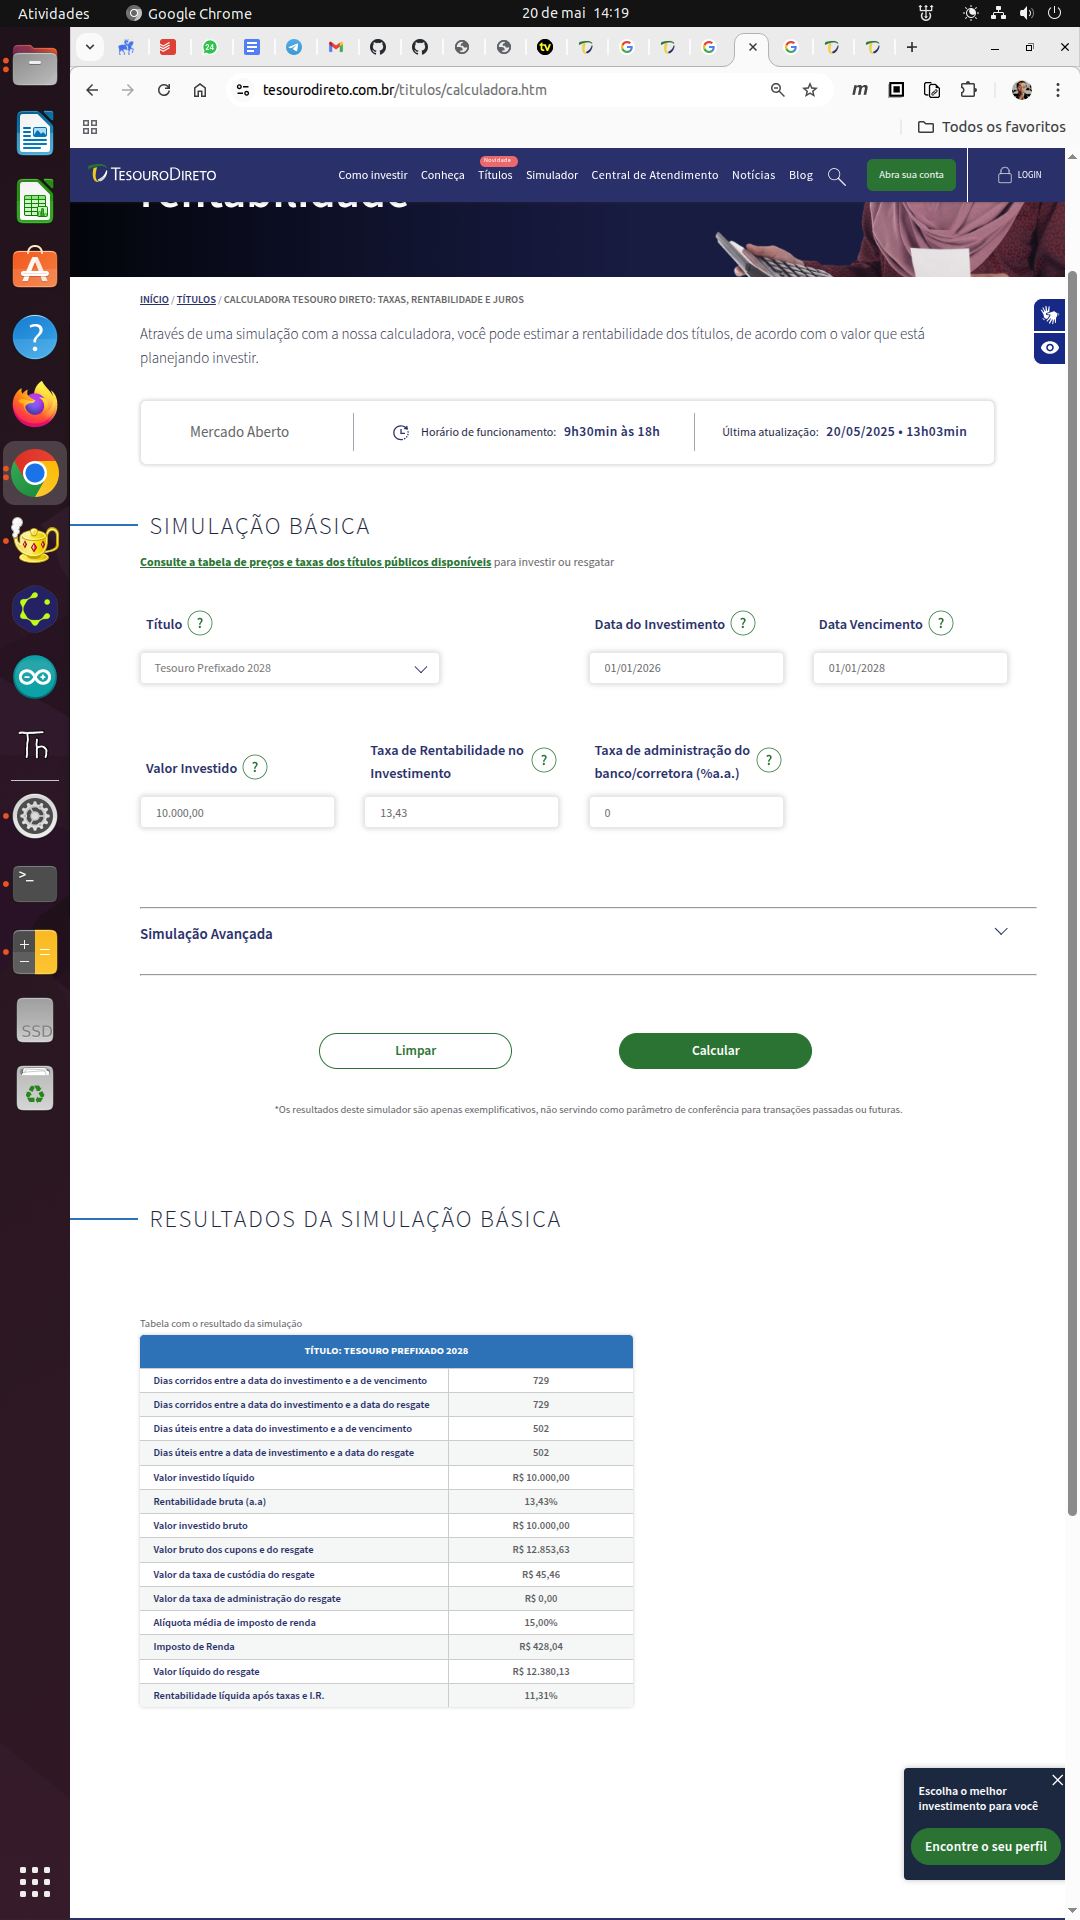 Atividades
Google Chrome
20 de mai 14:19
24
tv
tesourodireto.com.br/titulos/calculadora.htm
m
Todos os favoritos
TESOURODIRETO
Como investir
Conheça
Novidade
Títulos
Simulador
Central de Atendimento
Notícias
Blog
Abra sua conta
LOGIN
rentabilidade
INÍCIO / TÍTULOS / CALCULADORA TESOURO DIRETO: TAXAS, RENTABILIDADE E JUROS
Através de uma simulação com a nossa calculadora, você pode estimar a rentabilidade dos títulos, de acordo com o valor que está
planejando investir.
Mercado Aberto
Horário de funcionamento: 9h30min às 18h
Última atualização: 20/05/2025 • 13h03min
SIMULAÇÃO BÁSICA
Consulte a tabela de preços e taxas dos títulos públicos disponíveis para investir ou resgatar
Título ?
Data do Investimento ?
Data Vencimento ?
Tesouro Prefixado 2028
01/01/2026
01/01/2028
Valor Investido ?
Taxa de Rentabilidade no
Investimento ?
Taxa de administração do
banco/corretora (%a.a.) ?
10.000,00
13,43
0
Simulação Avançada
Limpar
Calcular
*Os resultados deste simulador são apenas exemplificativos, não servindo como parâmetro de conferência para transações passadas ou futuras.
RESULTADOS DA SIMULAÇÃO BÁSICA
Tabela com o resultado da simulação
TÍTULO: TESOURO PREFIXADO 2028
Dias corridos entre a data do investimento e a de vencimento 729
Dias corridos entre a data do investimento e a data do resgate 729
Dias úteis entre a data do investimento e a de vencimento 502
Dias úteis entre a data de investimento e a data do resgate 502
Valor investido líquido R$ 10.000,00
Rentabilidade bruta (a.a) 13,43%
Valor investido bruto R$ 10.000,00
Valor bruto dos cupons e do resgate R$ 12.853,63
Valor da taxa de custódia do resgate R$ 45,46
Valor da taxa de administração do resgate R$ 0,00
Alíquota média de imposto de renda 15,00%
Imposto de Renda R$ 428,04
Valor líquido do resgate R$ 12.380,13
Rentabilidade líquida após taxas e I.R. 11,31%
Escolha o melhor
investimento para você
Encontre o seu perfil
Th
SSD